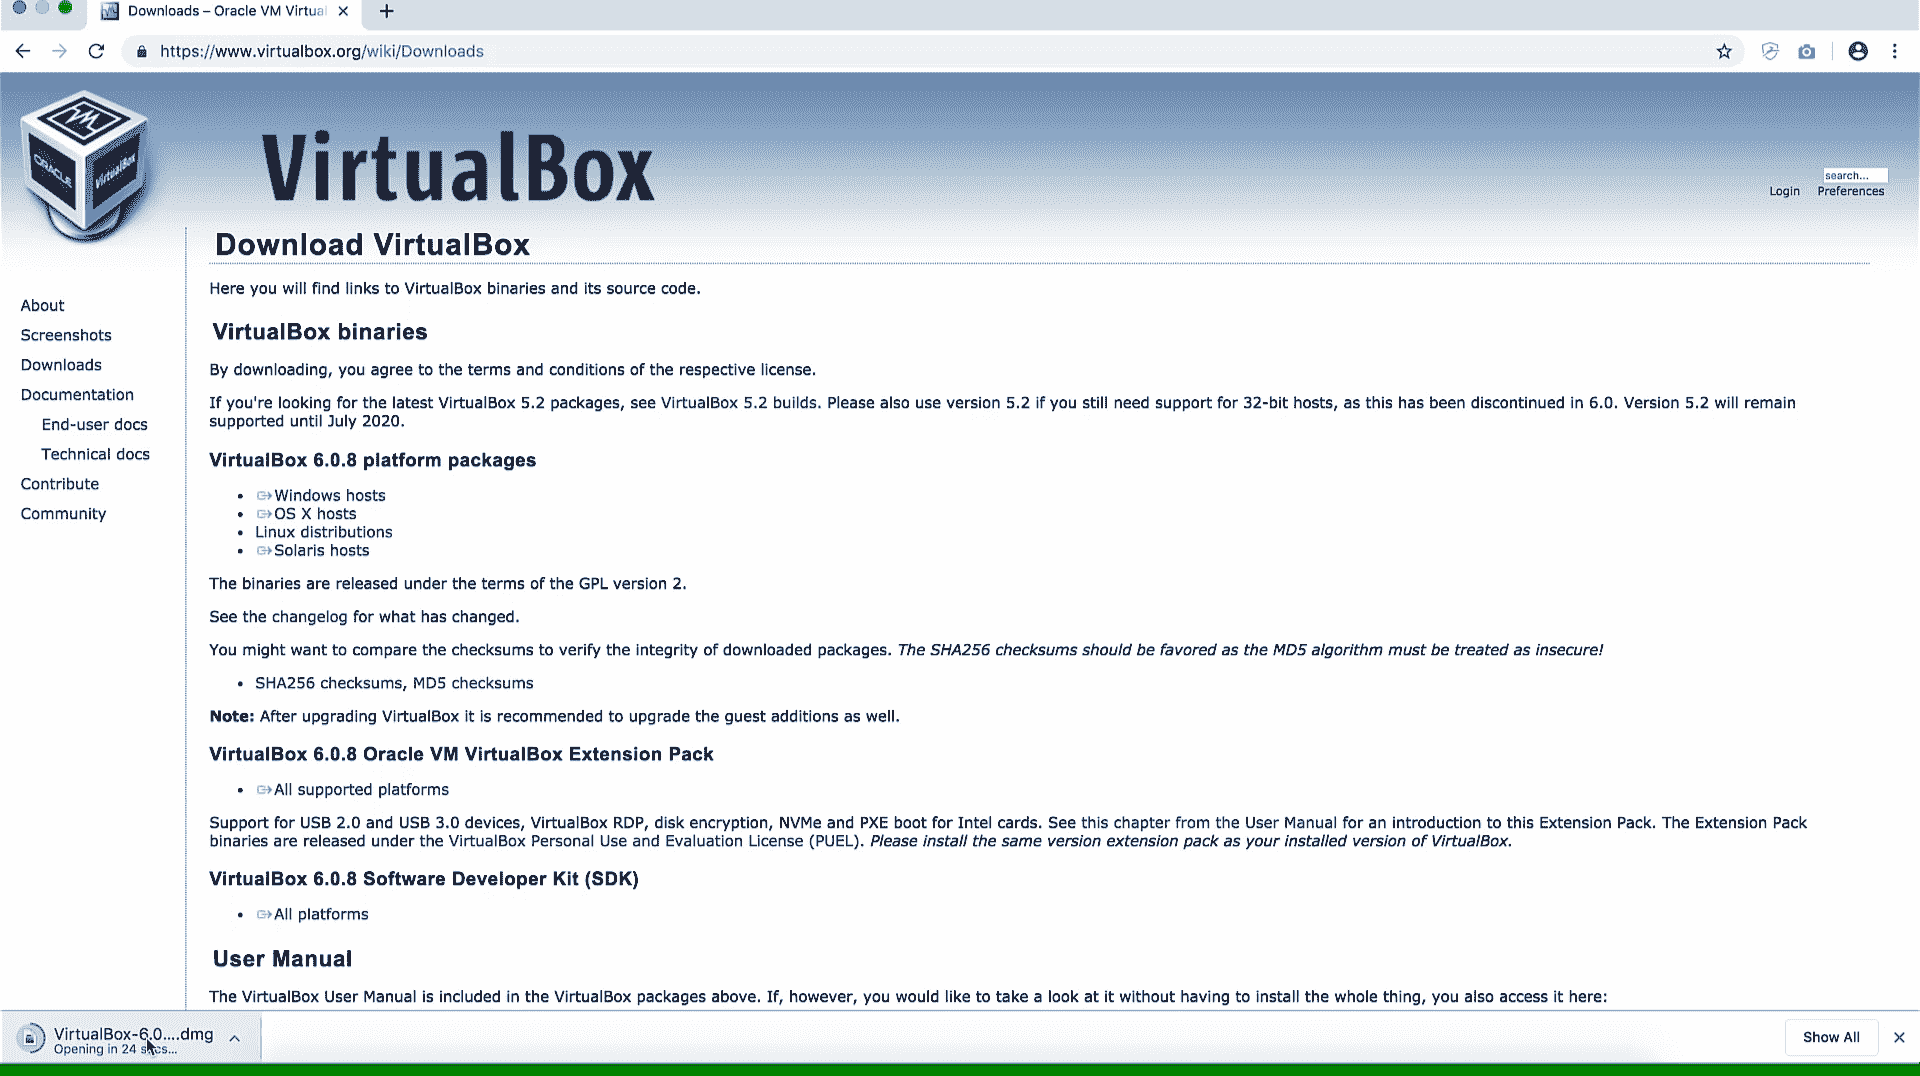 Downloads – Oracle VM Virtual
https://www.virtualbox.org/wiki/Downloads
ORACLE
VirtualBox
VirtualBox
search...
Login Preferences
Download VirtualBox
Here you will find links to VirtualBox binaries and its source code.
About
Screenshots
Downloads
Documentation
End-user docs
Technical docs
Contribute
Community
VirtualBox binaries
By downloading, you agree to the terms and conditions of the respective license.
If you're looking for the latest VirtualBox 5.2 packages, see VirtualBox 5.2 builds. Please also use version 5.2 if you still need support for 32-bit hosts, as this has been discontinued in 6.0. Version 5.2 will remain
supported until July 2020.
VirtualBox 6.0.8 platform packages
Windows hosts
OS X hosts
Linux distributions
Solaris hosts
The binaries are released under the terms of the GPL version 2.
See the changelog for what has changed.
You might want to compare the checksums to verify the integrity of downloaded packages. The SHA256 checksums should be favored as the MD5 algorithm must be treated as insecure!
SHA256 checksums, MD5 checksums
Note: After upgrading VirtualBox it is recommended to upgrade the guest additions as well.
VirtualBox 6.0.8 Oracle VM VirtualBox Extension Pack
All supported platforms
Support for USB 2.0 and USB 3.0 devices, VirtualBox RDP, disk encryption, NVMe and PXE boot for Intel cards. See this chapter from the User Manual for an introduction to this Extension Pack. The Extension Pack
binaries are released under the VirtualBox Personal Use and Evaluation License (PUEL). Please install the same version extension pack as your installed version of VirtualBox.
VirtualBox 6.0.8 Software Developer Kit (SDK)
All platforms
User Manual
The VirtualBox User Manual is included in the VirtualBox packages above. If, however, you would like to take a look at it without having to install the whole thing, you also access it here:
VirtualBox-6.0....dmg
Opening in 24 secs...
Show All